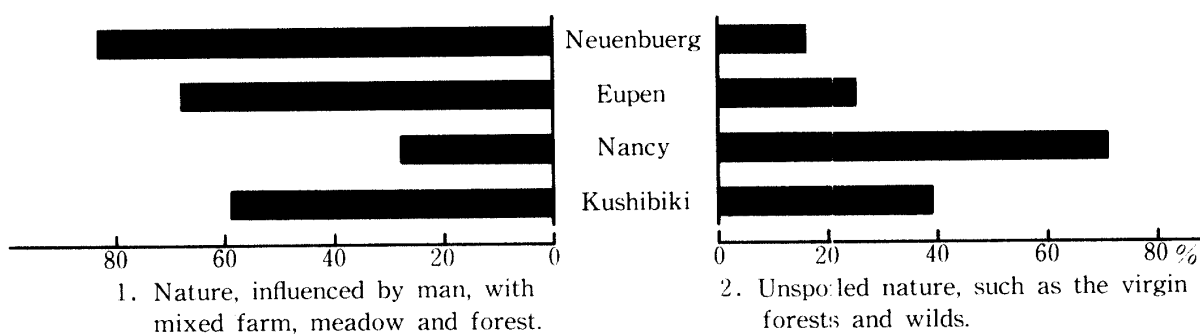 Neuenbuerg
Eupen
Nancy
Kushibiki
80 60 40 20 0
0 20 40 60 80 %
1. Nature, influenced by man, with
mixed farm, meadow and forest.
2. Unspoiled nature, such as the virgin
forests and wilds.